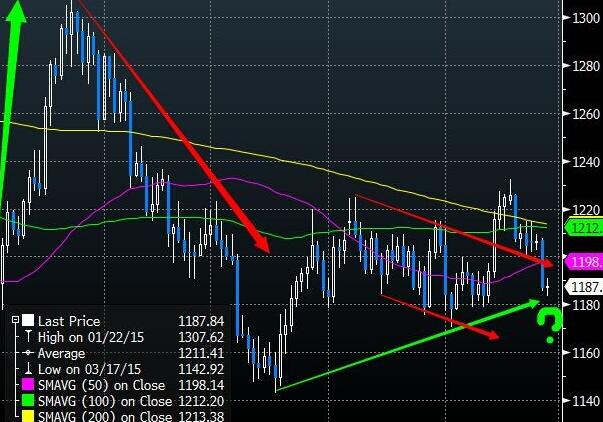 1300
1280
1260
1240
1220
1212.
1198.
1187.
1180
1160
1140
?
Last Price 1187.84
High on 01/22/15 1307.62
Average 1211.41
Low on 03/17/15 1142.92
SMAVG (50) on Close 1198.14
SMAVG (100) on Close 1212.20
SMAVG (200) on Close 1213.38